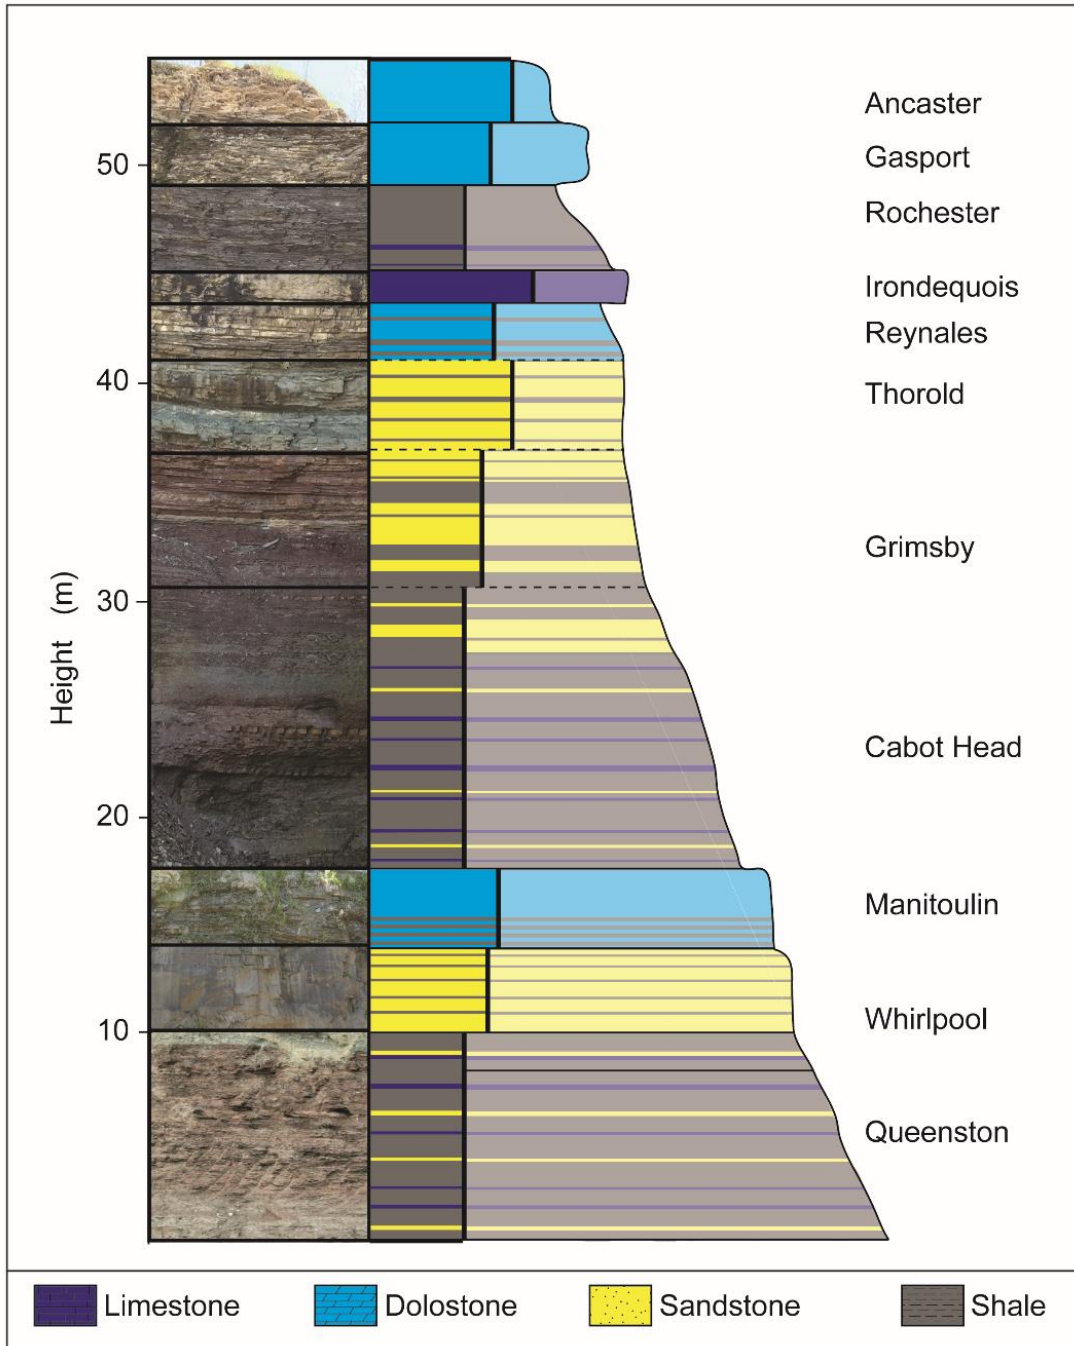 Ancaster
50
Gasport
Rochester
Irondequois
Reynales
40
Thorold
Grimsby
Height (m)
30
Cabot Head
20
Manitoulin
10
Whirlpool
Queenston
Limestone
Dolostone
Sandstone
Shale